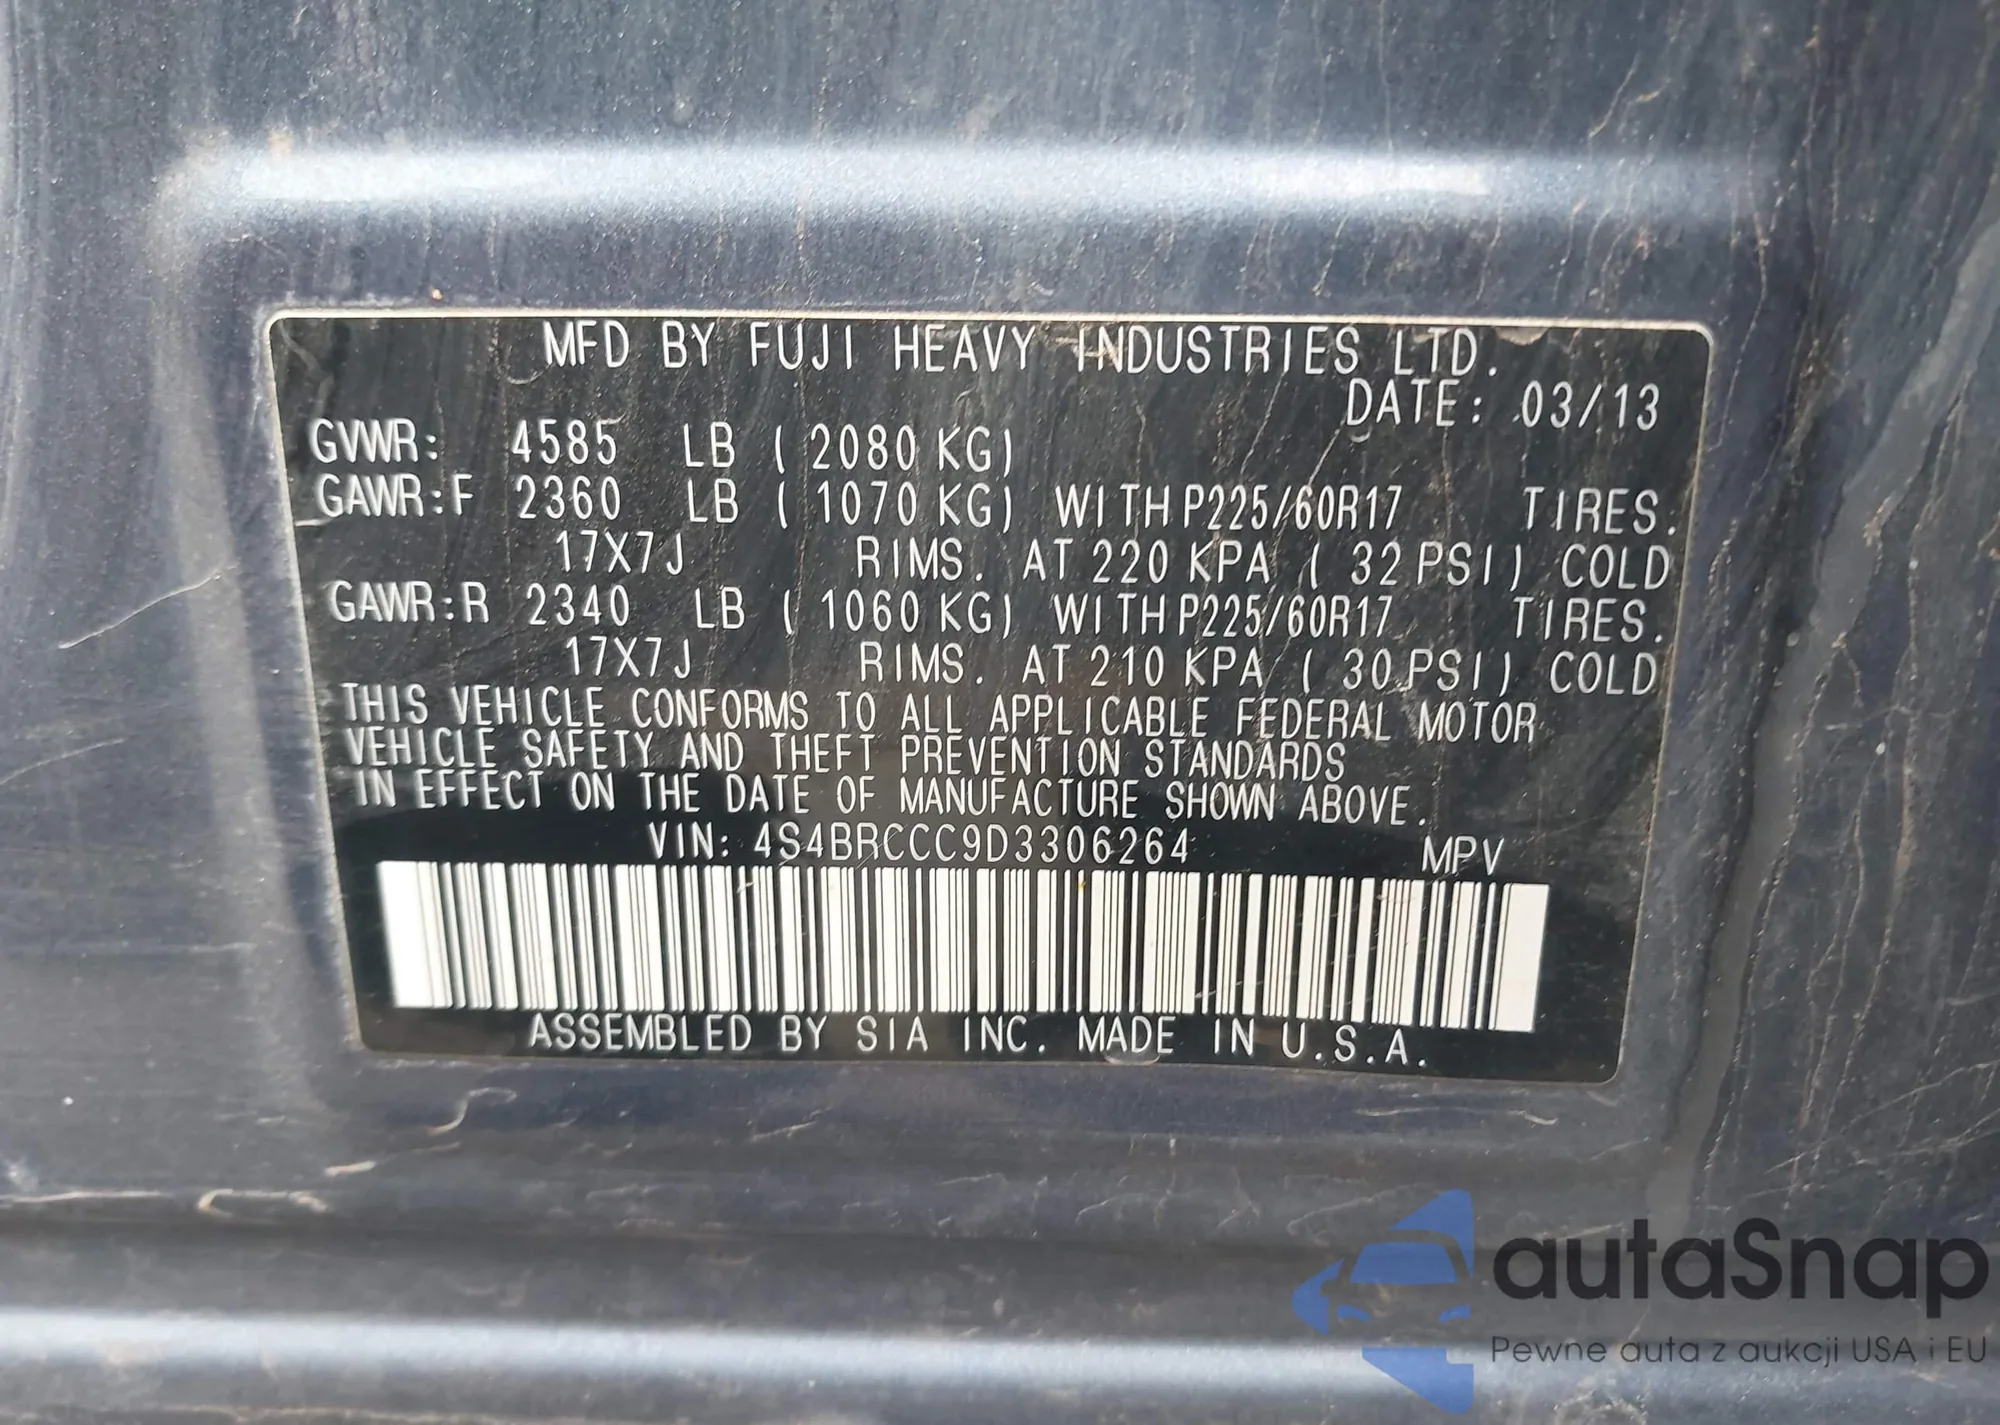 MFD BY FUJI HEAVY INDUSTRIES LTD.
DATE: 03/13
GVWR: 4585 LB ( 2080 KG)
GAWR:F 2360 LB ( 1070 KG) WITH P225/60R17 TIRES.
17X7J RIMS. AT 220 KPA ( 32 PSI) COLD
GAWR:R 2340 LB ( 1060 KG) WITH P225/60R17 TIRES.
17X7J RIMS. AT 210 KPA ( 30 PSI) COLD
THIS VEHICLE CONFORMS TO ALL APPLICABLE FEDERAL MOTOR
VEHICLE SAFETY AND THEFT PREVENTION STANDARDS
IN EFFECT ON THE DATE OF MANUFACTURE SHOWN ABOVE.
VIN: 4S4BRCCC9D3306264 MPV
ASSEMBLED BY SIA INC. MADE IN U.S.A.
autaSnap
Pewne auta z aukcji USA i EU